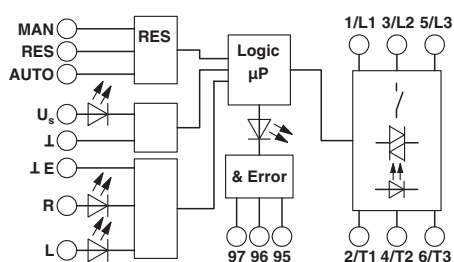 MAN
RES
AUTO
RES
Us
⊥
⊥ E
R
L
Logic
µP
& Error
97 96 95
1/L1 3/L2 5/L3
2/T1 4/T2 6/T3